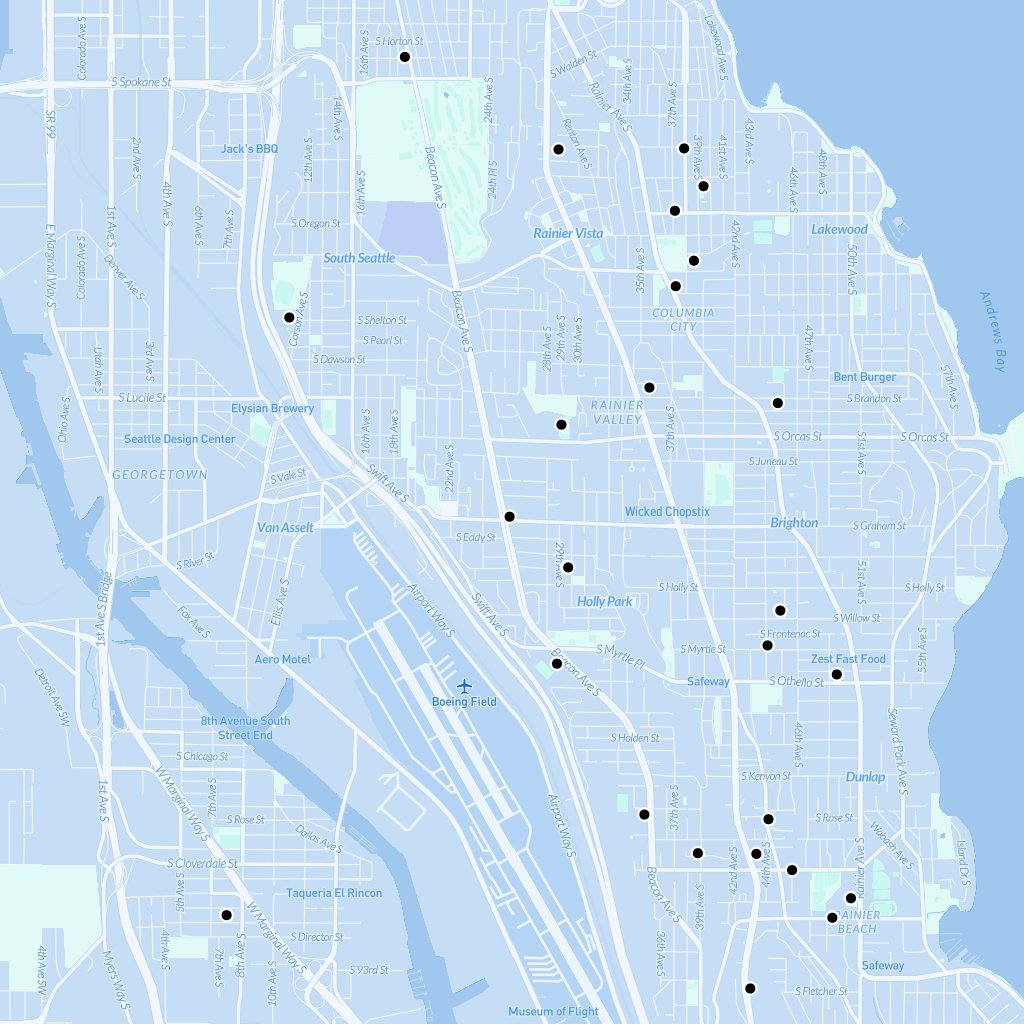 Colorado Ave S
16th Ave S
S Horton St
S Walden St
34th Ave S
Lakewood Ave S
S Spokane St
SR 99
14th Ave S
24th Ave S
Rainier Ave S
37th Ave S
2nd Ave S
Jack's BBQ
12th Ave S
Beacon Ave S
Renton Ave S
39th Ave S
41st Ave S
43rd Ave S
48th Ave S
4th Ave S
16th Ave S
24th Pl S
46th Ave S
1st Ave S
6th Ave S
7th Ave S
S Oregon St
Rainier Vista
42nd Ave S
Lakewood
E Marginal Way S
Colorado Ave S
Denver Ave S
South Seattle
35th Ave S
50th Ave S
Corson Ave S
Beacon Ave S
COLUMBIA
CITY
Andrews Bay
S Shelton St
S Pearl St
28th Ave S
29th Ave S
30th Ave S
47th Ave S
Utah Ave S
3rd Ave S
S Dawson St
Bent Burger
57th Ave S
S Lucile St
Elysian Brewery
RAINIER
VALLEY
S Brandon St
Ohio Ave S
Seattle Design Center
16th Ave S
18th Ave S
37th Ave S
S Orcas St
51st Ave S
S Orcas St
GEORGETOWN
S Vale St
Swift Ave S
22nd Ave S
S Juneau St
Van Asselt
Wicked Chopstix
Brighton
S Graham St
S Eddy St
S River St
29th Ave S
51st Ave S
1st Ave S Bridge
Ellis Ave S
Airport Way S
Swift Ave S
Holly Park
S Holly St
S Holly St
Fox Ave S
S Willow St
S Frontenac St
Aero Motel
Beacon Ave S
S Myrtle Pl
S Myrtle St
Zest Fast Food
55th Ave S
Detroit Ave SW
Boeing Field
Safeway
S Othello St
8th Avenue South
Street End
S Holden St
46th Ave S
Seward Park Ave S
S Chicago St
W Marginal Way S
S Kenyon St
Dunlap
1st Ave S
7th Ave S
S Rose St
Dallas Ave S
Airport Way S
37th Ave S
S Rose St
Wabash Ave S
Island Dr S
S Cloverdale St
5th Ave S
Taqueria El Rincon
Beacon Ave S
39th Ave S
42nd Ave S
44th Ave S
Rainier Ave S
W Marginal Way S
AINIER
BEACH
4th Ave SW
4th Ave S
7th Ave S
8th Ave S
S Director St
36th Ave S
Myers Way S
10th Ave S
S 93rd St
Safeway
S Fletcher St
Museum of Flight